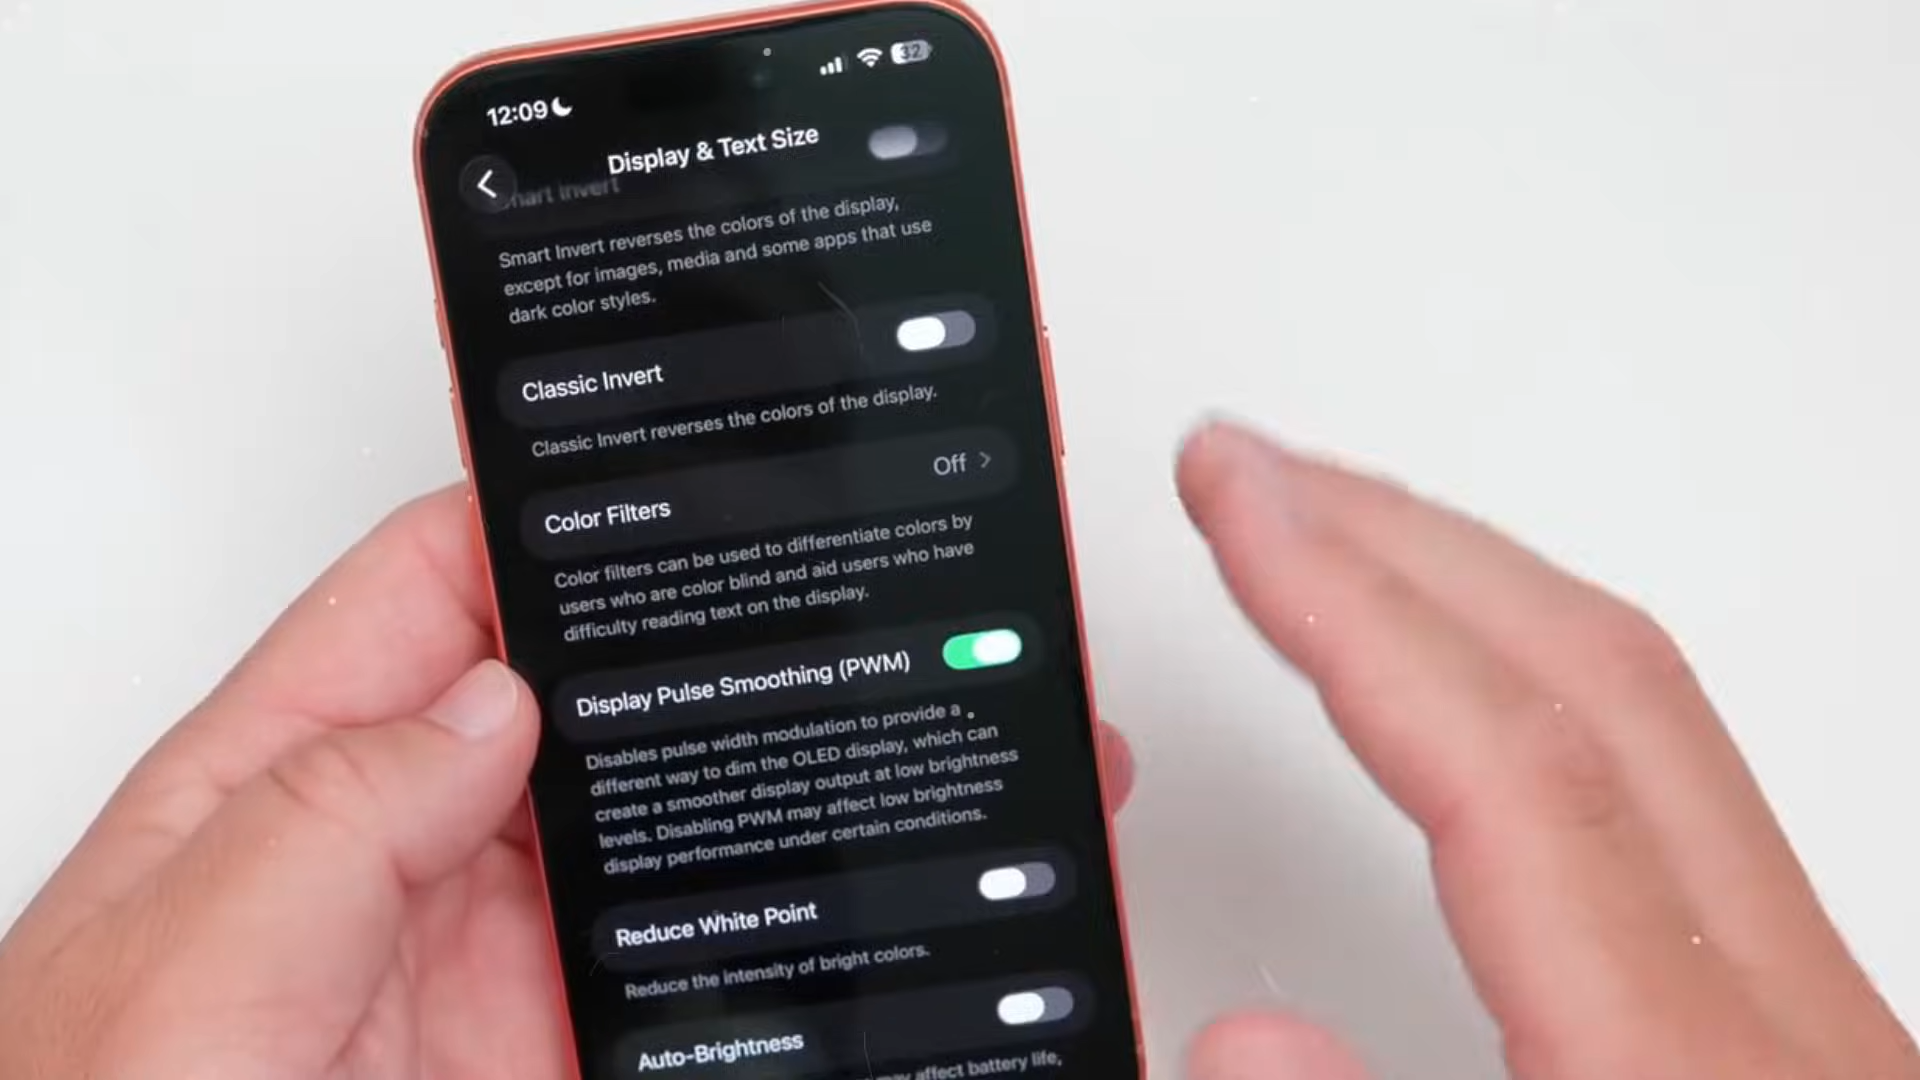 12:09
32
Display & Text Size
Smart Invert reverses the colors of the display,
except for images, media and some apps that use
dark color styles.
Classic Invert
Classic Invert reverses the colors of the display.
Off
Color Filters
Color filters can be used to differentiate colors by
users who are color blind and aid users who have
difficulty reading text on the display.
Display Pulse Smoothing (PWM)
Disables pulse width modulation to provide a
different way to dim the OLED display, which can
create a smoother display output at low brightness
levels. Disabling PWM may affect low brightness
display performance under certain conditions.
Reduce White Point
Reduce the intensity of bright colors.
Auto-Brightness
may affect battery life,